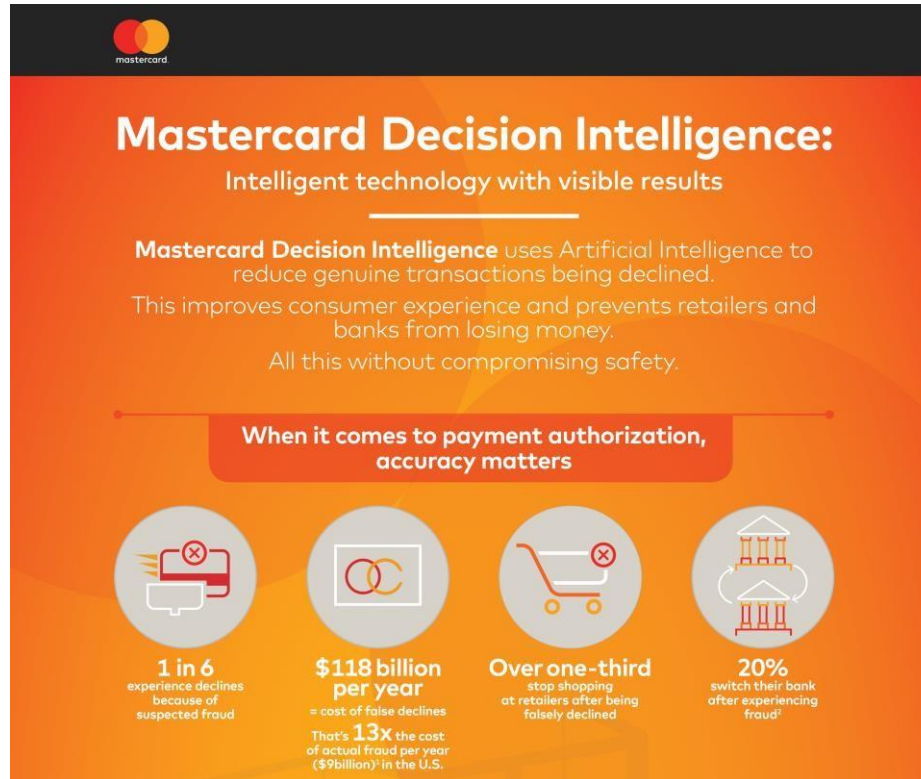 mastercard.
Mastercard Decision Intelligence:
Intelligent technology with visible results
Mastercard Decision Intelligence uses Artificial Intelligence to
reduce genuine transactions being declined.
This improves consumer experience and prevents retailers and
banks from losing money.
All this without compromising safety.
When it comes to payment authorization,
accuracy matters
1 in 6
experience declines
because of
suspected fraud
$118 billion
per year
= cost of false declines
That's 13x the cost
of actual fraud per year
($9billion)¹ in the U.S.
Over one-third
stop shopping
at retailers after being
falsely declined
20%
switch their bank
after experiencing
fraud²